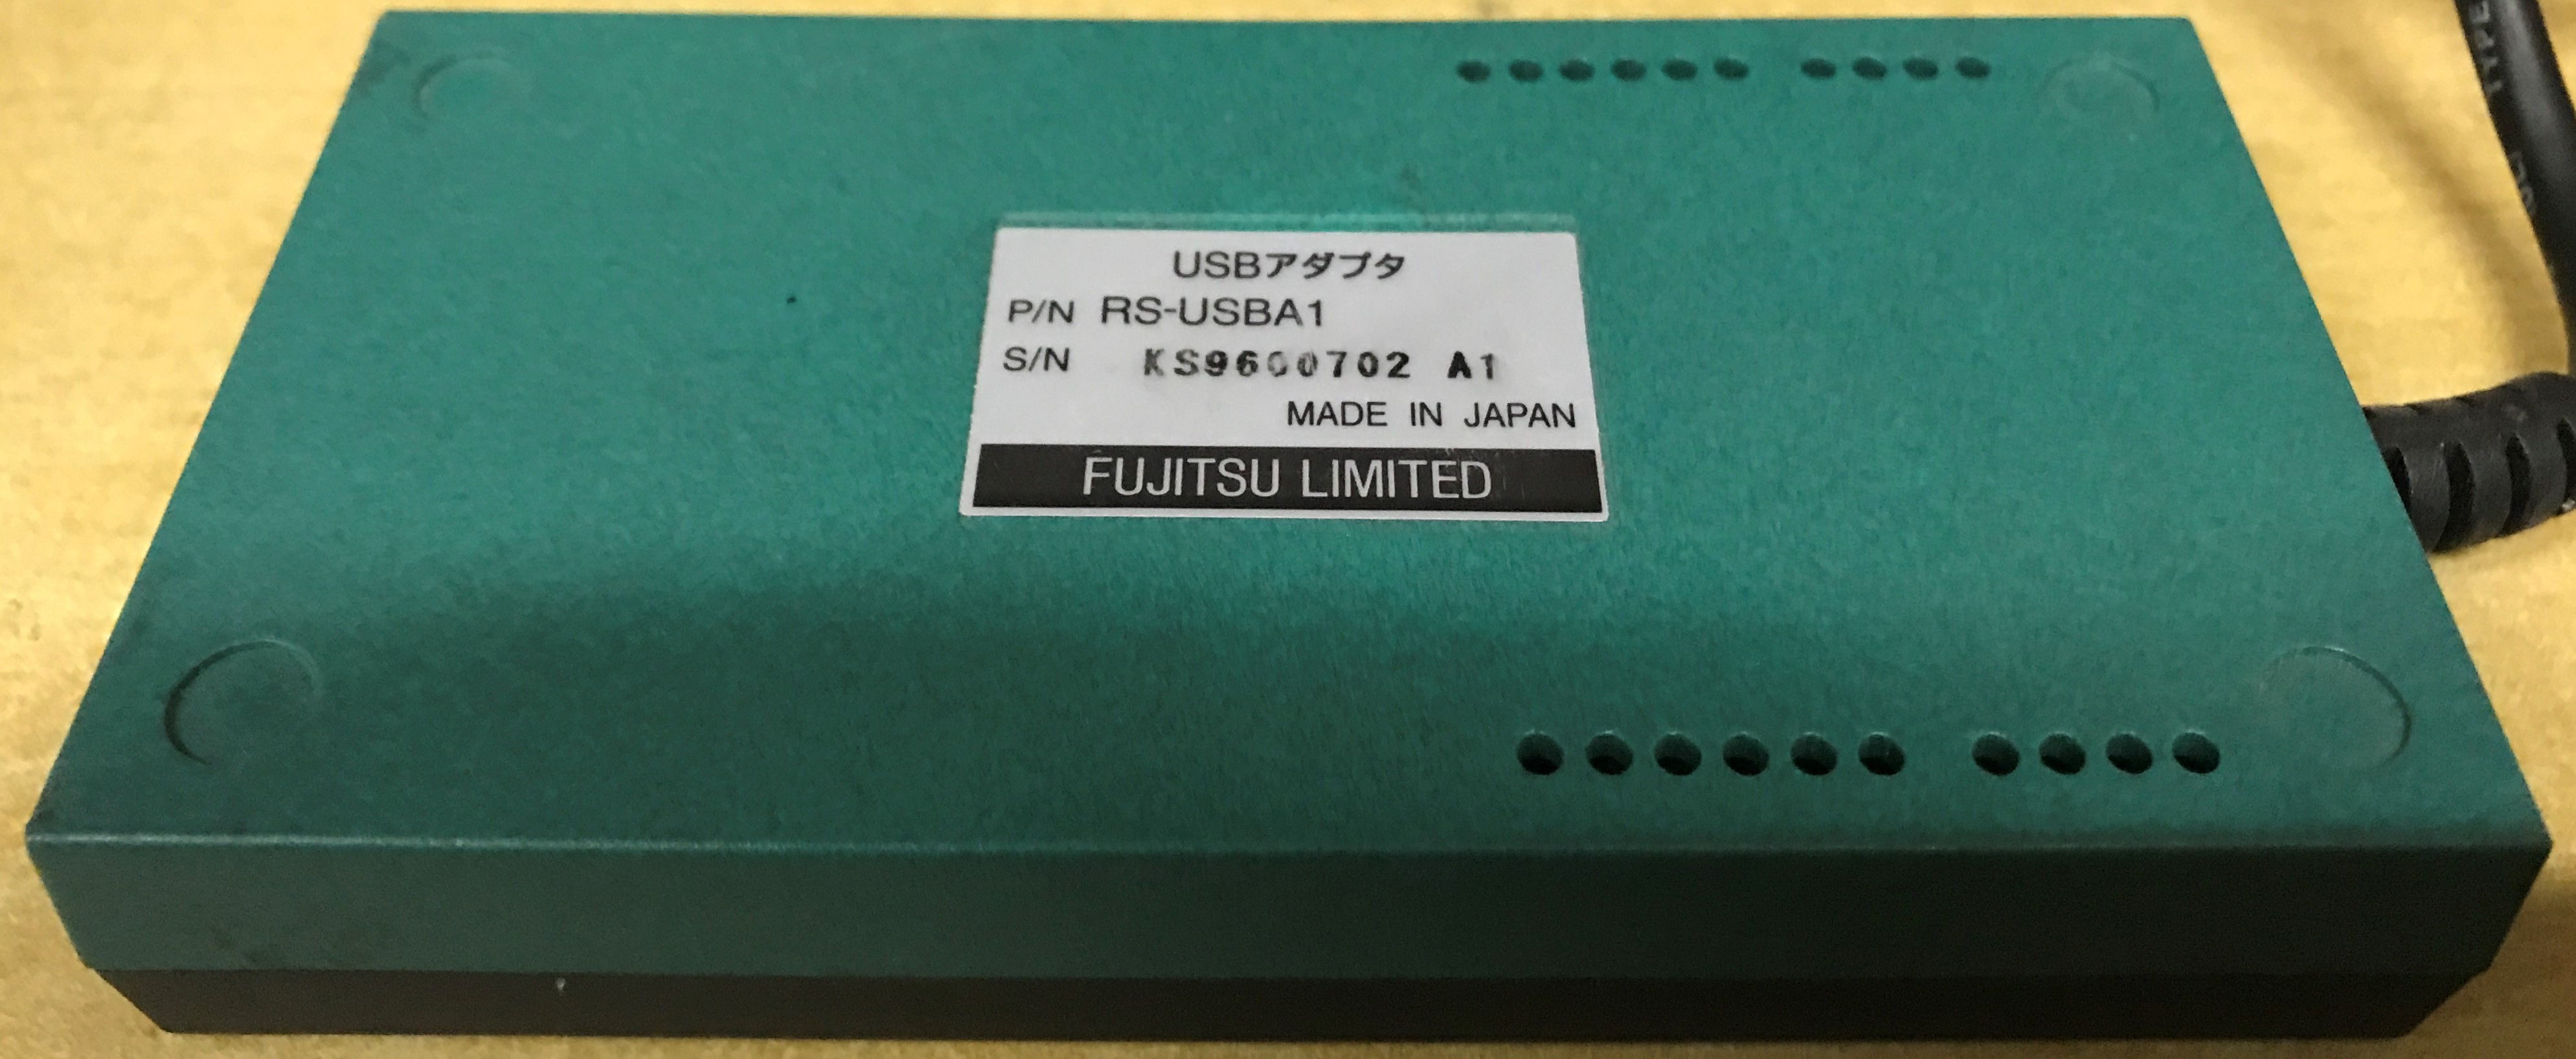 USBアダプタ
P/N RS-USBA1
S/N KS9600702 A1
MADE IN JAPAN
FUJITSU LIMITED